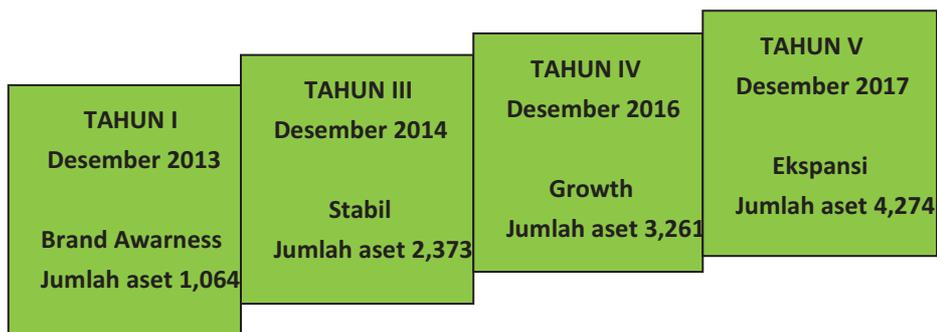 TAHUN I
Desember 2013
Brand Awarness
Jumlah aset 1,064
TAHUN III
Desember 2014
Stabil
Jumlah aset 2,373
TAHUN IV
Desember 2016
Growth
Jumlah aset 3,261
TAHUN V
Desember 2017
Ekspansi
Jumlah aset 4,274